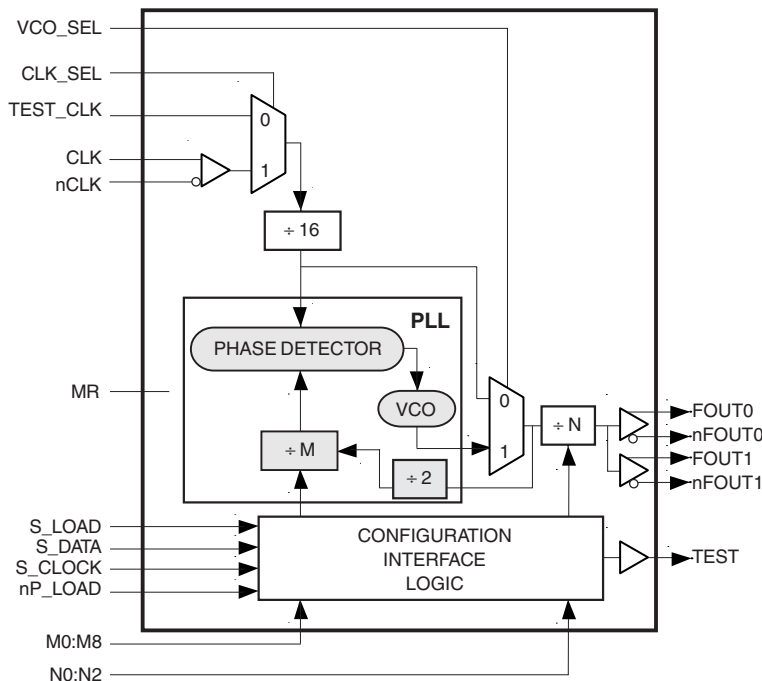 VCO_SEL
CLK_SEL
TEST_CLK
0
CLK
1
nCLK
÷ 16
PLL
PHASE DETECTOR
MR
VCO
0
÷ N
FOUT0
nFOUT0
÷ M
1
FOUT1
÷ 2
nFOUT1
S_LOAD
S_DATA
S_CLOCK
nP_LOAD
CONFIGURATION
INTERFACE
LOGIC
TEST
M0:M8
N0:N2